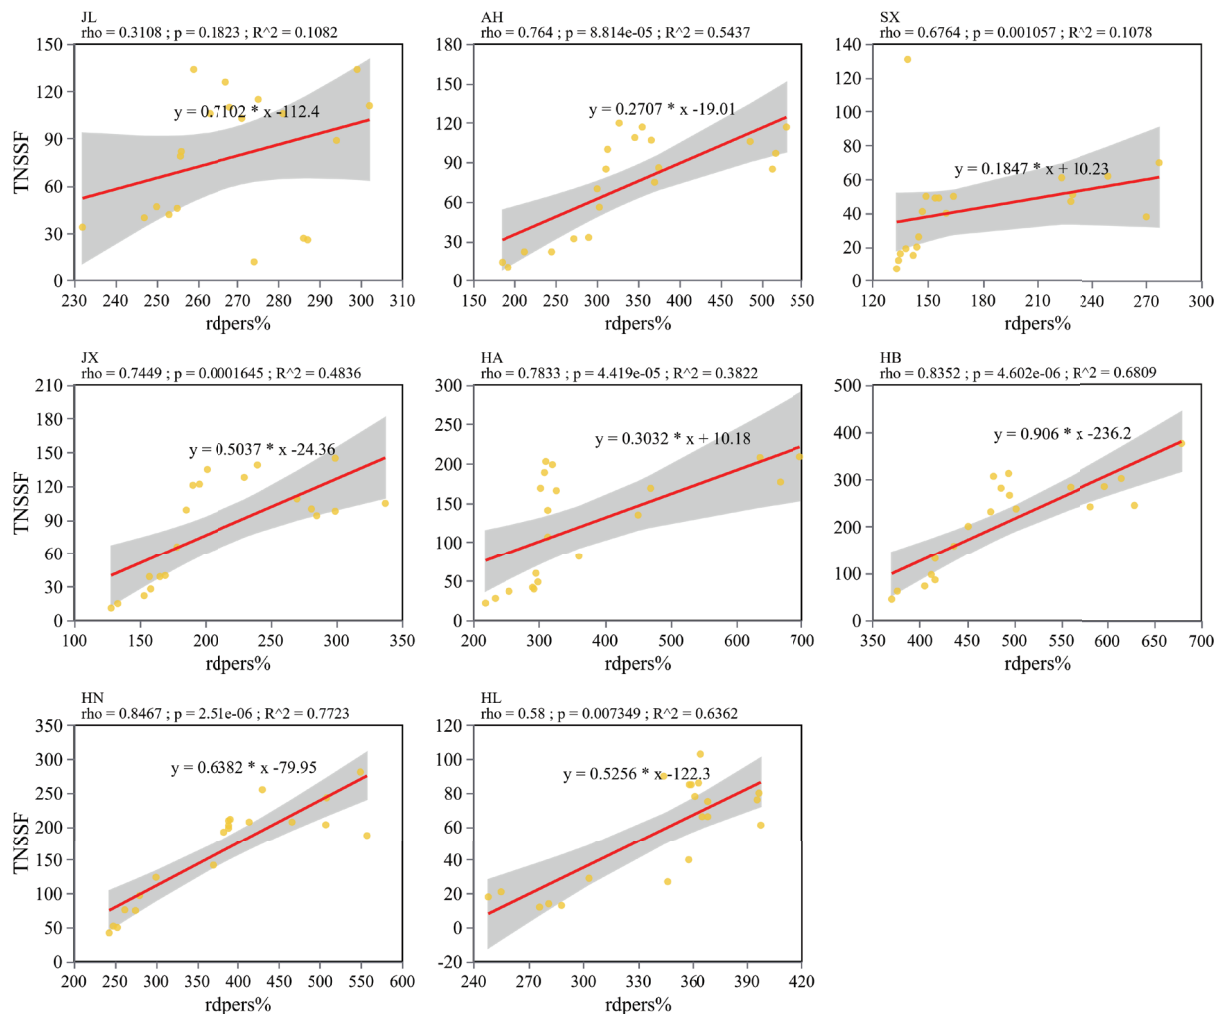 JL
rho = 0.3108 ; p = 0.1823 ; R^2 = 0.1082
y = 0.7102 * x -112.4
TNSSF
150
120
90
60
30
0
230 240 250 260 270 280 290 300 310
rdpers%
AH
rho = 0.764 ; p = 8.814e-05 ; R^2 = 0.5437
y = 0.2707 * x -19.01
180
150
120
90
60
30
0
150 200 250 300 350 400 450 500 550
rdpers%
SX
rho = 0.6764 ; p = 0.001057 ; R^2 = 0.1078
y = 0.1847 * x + 10.23
140
120
100
80
60
40
20
0
120 150 180 210 240 270 300
rdpers%
JX
rho = 0.7449 ; p = 0.0001645 ; R^2 = 0.4836
y = 0.5037 * x -24.36
TNSSF
210
180
150
120
90
60
30
0
100 150 200 250 300 350
rdpers%
HA
rho = 0.7833 ; p = 4.419e-05 ; R^2 = 0.3822
y = 0.3032 * x + 10.18
300
250
200
150
100
50
0
200 300 400 500 600 700
rdpers%
HB
rho = 0.8352 ; p = 4.602e-06 ; R^2 = 0.6809
y = 0.906 * x -236.2
500
400
300
200
100
0
350 400 450 500 550 600 650 700
rdpers%
HN
rho = 0.8467 ; p = 2.51e-06 ; R^2 = 0.7723
y = 0.6382 * x -79.95
TNSSF
350
300
250
200
150
100
50
0
200 250 300 350 400 450 500 550 600
rdpers%
HL
rho = 0.58 ; p = 0.007349 ; R^2 = 0.6362
y = 0.5256 * x -122.3
120
100
80
60
40
20
0
-20
240 270 300 330 360 390 420
rdpers%